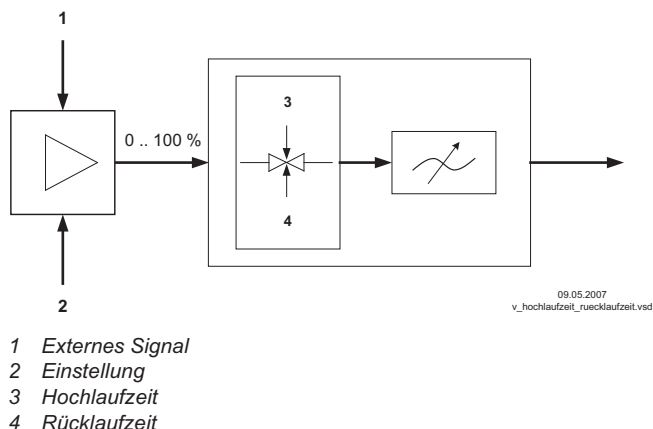 1
0 .. 100 %
3
4
2
09.05.2007
v_hochlaufzeit_ruecklaufzeit.vsd
1 Externes Signal
2 Einstellung
3 Hochlaufzeit
4 Rücklaufzeit